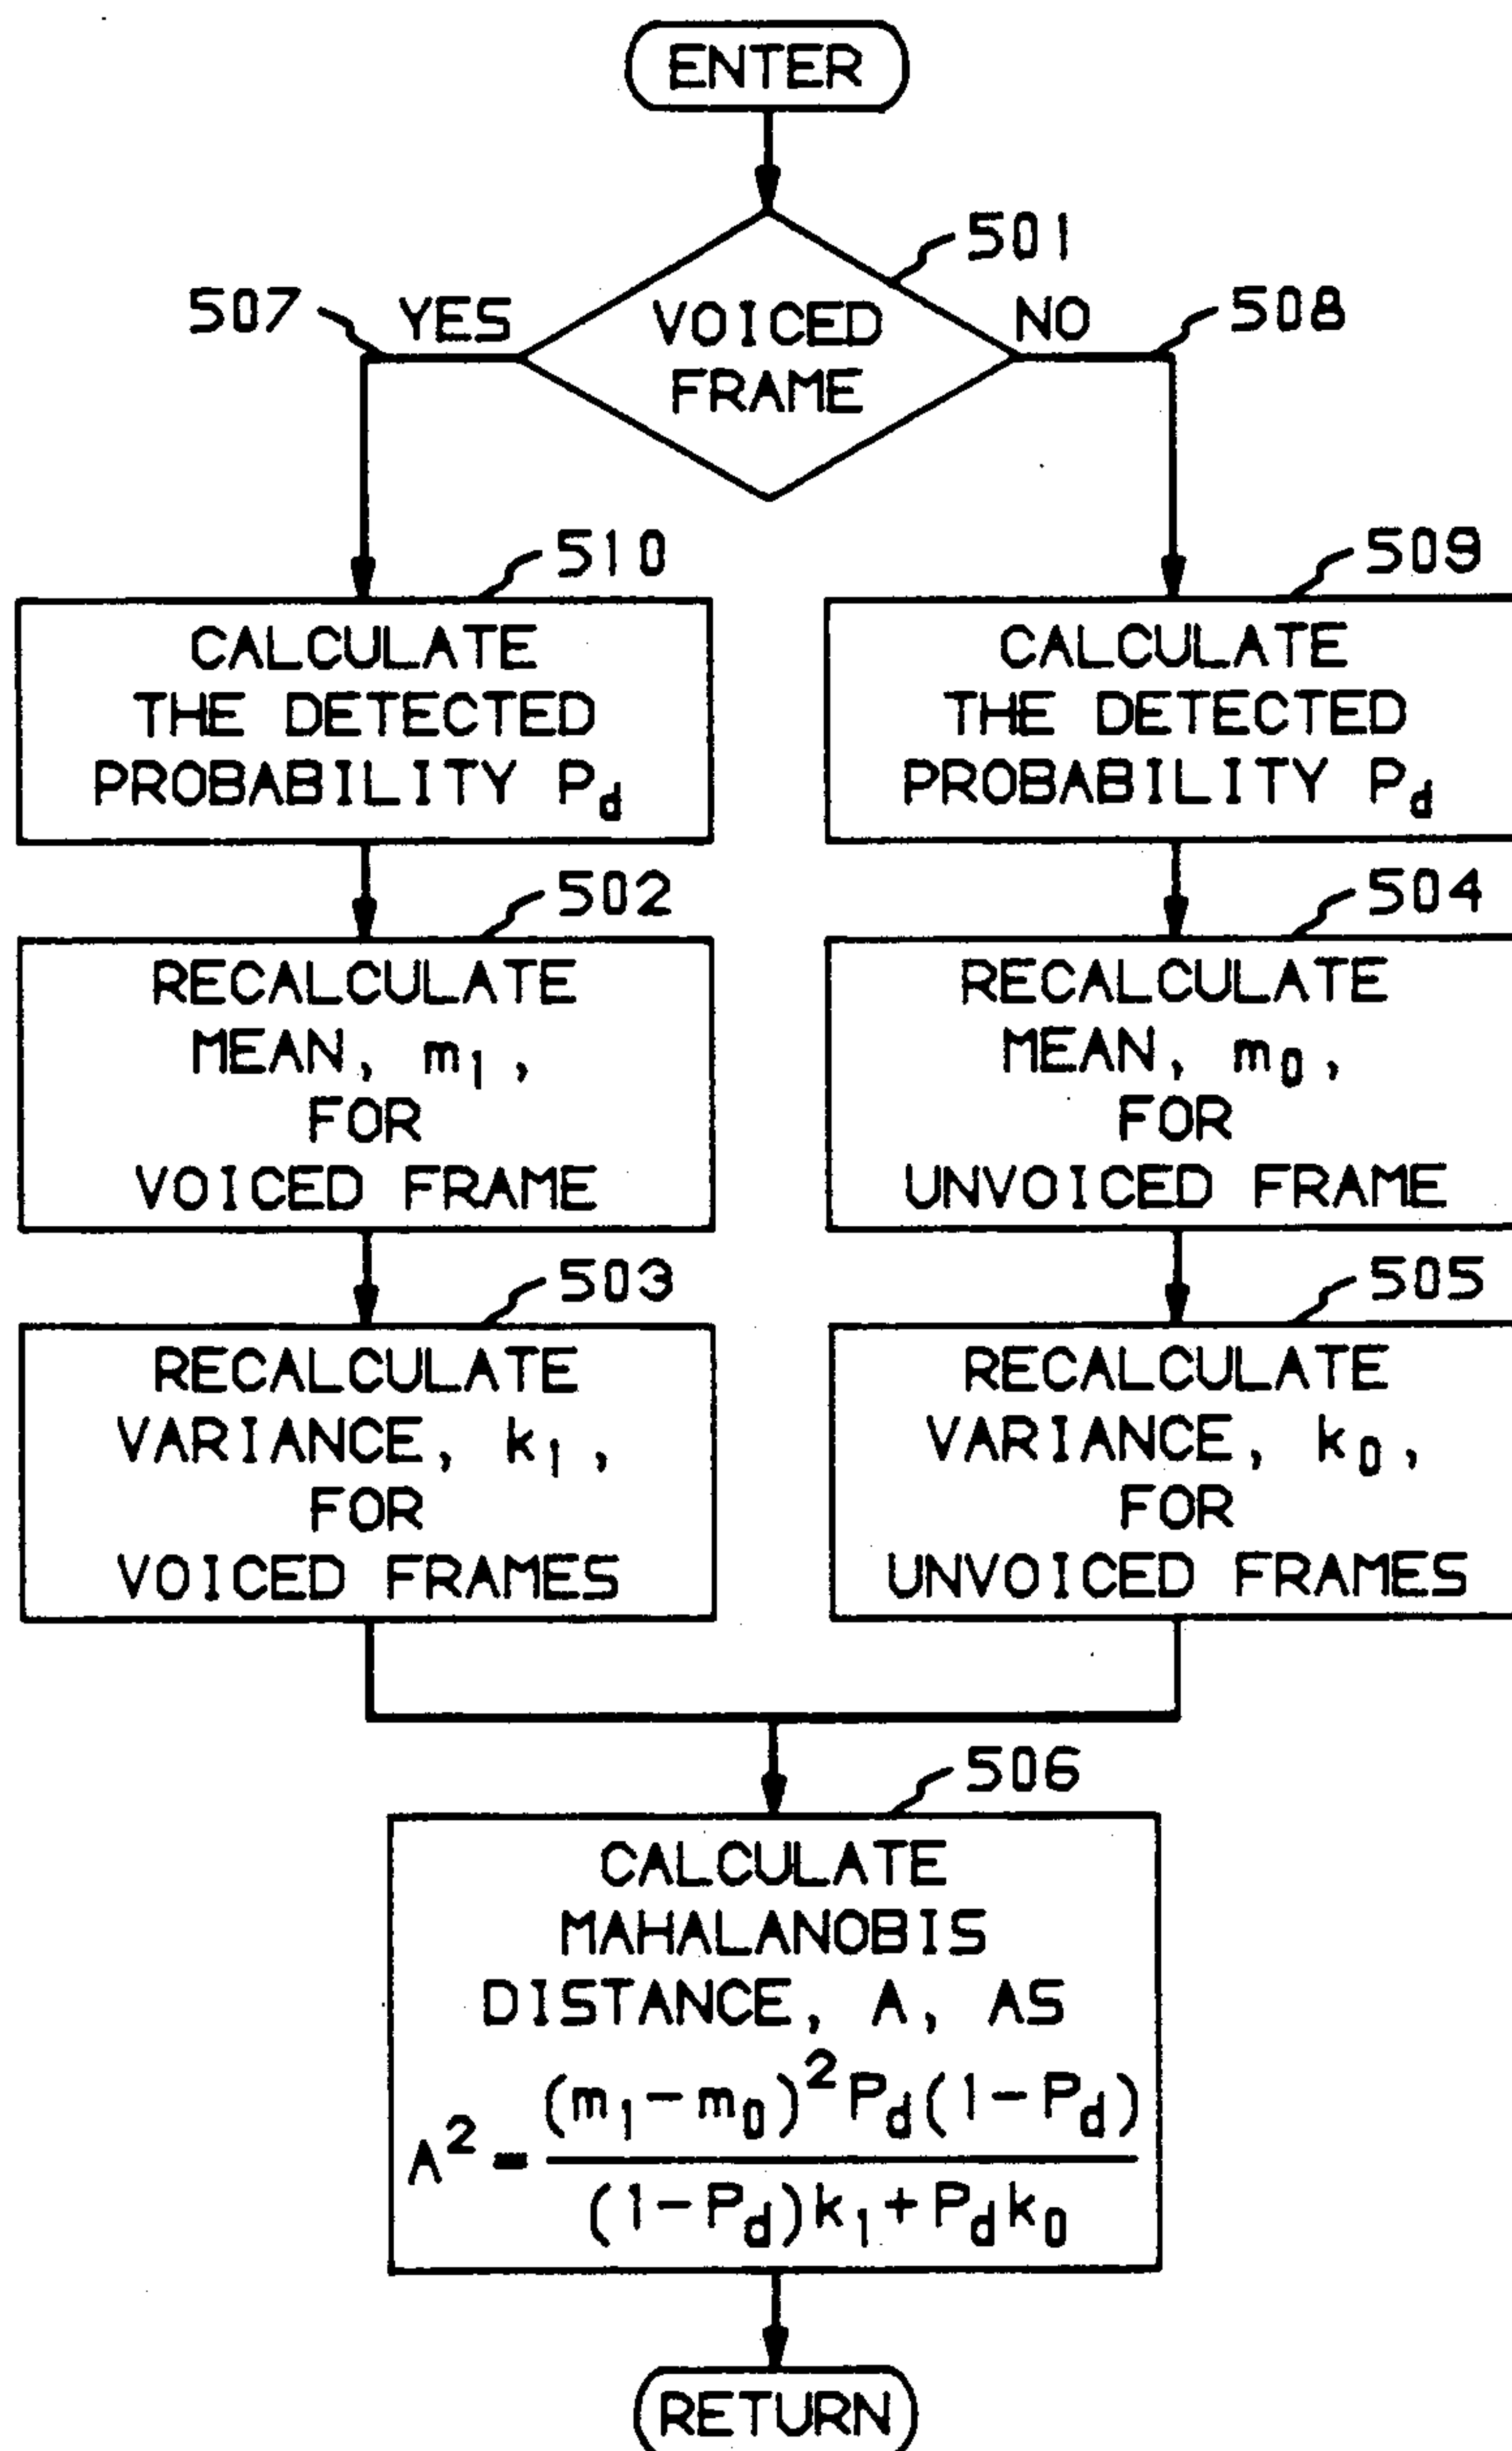 ENTER
501
507 YES VOICED FRAME NO 508
510
CALCULATE
THE DETECTED
PROBABILITY P_d
509
CALCULATE
THE DETECTED
PROBABILITY P_d
502
RECALCULATE
MEAN, m_1,
FOR
VOICED FRAME
504
RECALCULATE
MEAN, m_0,
FOR
UNVOICED FRAME
503
RECALCULATE
VARIANCE, k_1,
FOR
VOICED FRAMES
505
RECALCULATE
VARIANCE, k_0,
FOR
UNVOICED FRAMES
506
CALCULATE
MAHALANOBIS
DISTANCE, A, AS
(m_1-m_0)^2 P_d(1-P_d)
A^2=
(1-P_d)k_1+P_d k_0
RETURN